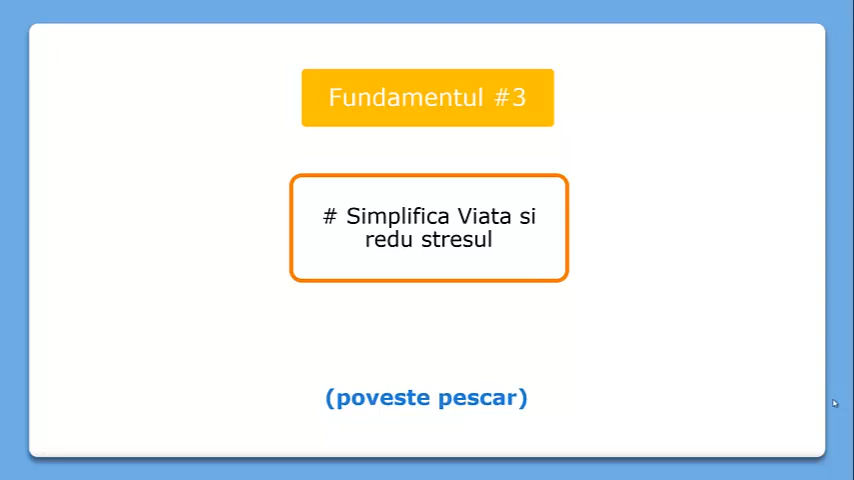 Fundamentul #3
# Simplifica Viata si
redu stresul
(poveste pescar)